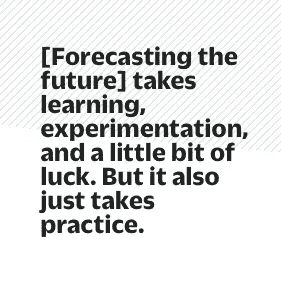 [Forecasting the
future] takes
learning,
experimentation,
and a little bit of
luck. But it also
just takes
practice.